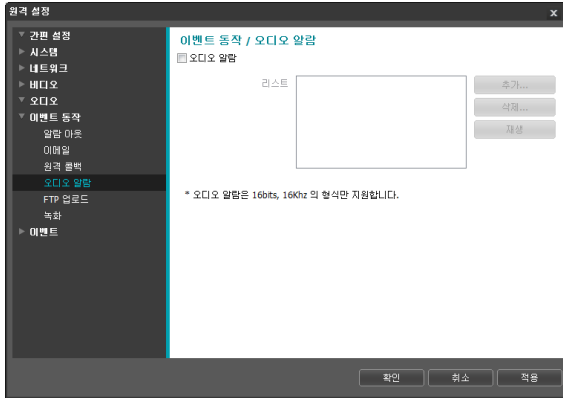 원격 설정
x
간편 설정
시스템
네트워크
비디오
오디오
이벤트 동작
알람 아웃
이메일
원격 콜백
오디오 알람
FTP 업로드
녹화
이벤트
이벤트 동작 / 오디오 알람
오디오 알람
리스트
추가...
삭제...
재생
* 오디오 알람은 16bits, 16Khz 의 형식만 지원합니다.
확인
취소
적용